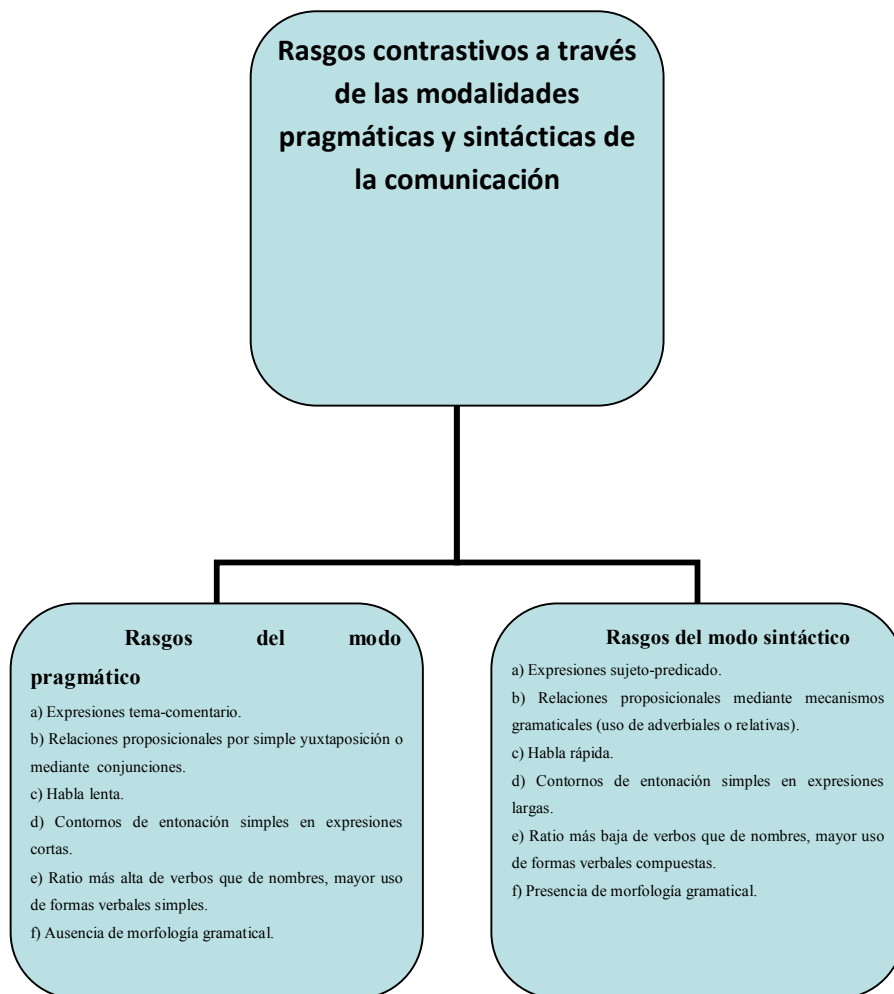 Rasgos contrastivos a través
de las modalidades
pragmáticas y sintácticas de
la comunicación
Rasgos del modo
pragmático
a) Expresiones tema-comentario.
b) Relaciones proposicionales por simple yuxtaposición o
mediante conjunciones.
c) Habla lenta.
d) Contornos de entonación simples en expresiones
cortas.
e) Ratio más alta de verbos que de nombres, mayor uso
de formas verbales simples.
f) Ausencia de morfología gramatical.
Rasgos del modo sintáctico
a) Expresiones sujeto-predicado.
b) Relaciones proposicionales mediante mecanismos
gramaticales (uso de adverbiales o relativas).
c) Habla rápida.
d) Contornos de entonación simples en expresiones
largas.
e) Ratio más baja de verbos que de nombres, mayor uso
de formas verbales compuestas.
f) Presencia de morfología gramatical.